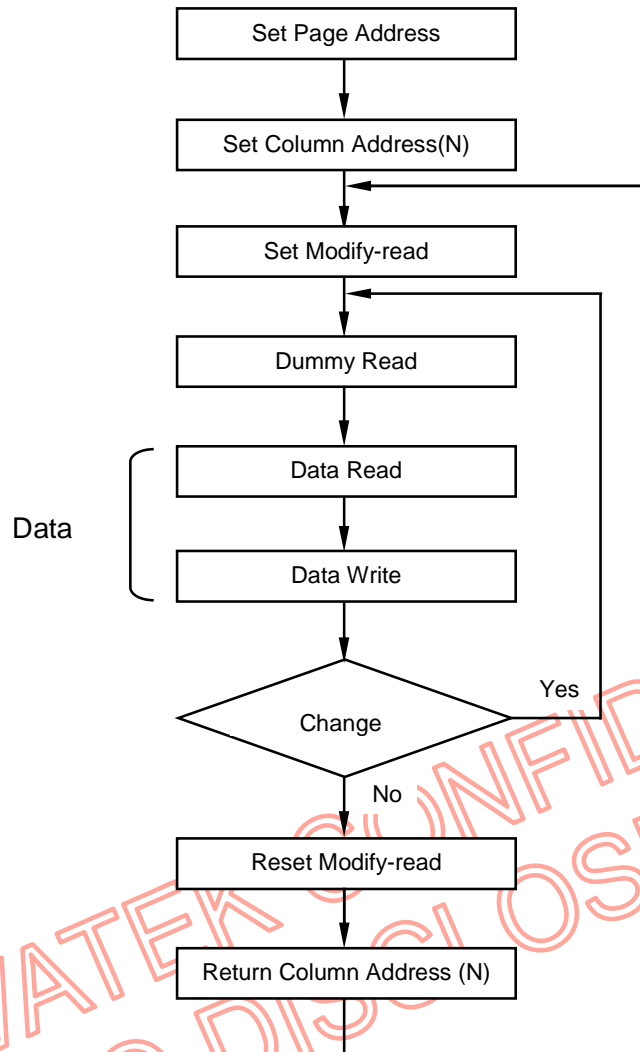 Set Page Address
Set Column Address(N)
Set Modify-read
Dummy Read
Data Read
Data
Data Write
Yes
Change
No
Reset Modify-read
Return Column Address (N)